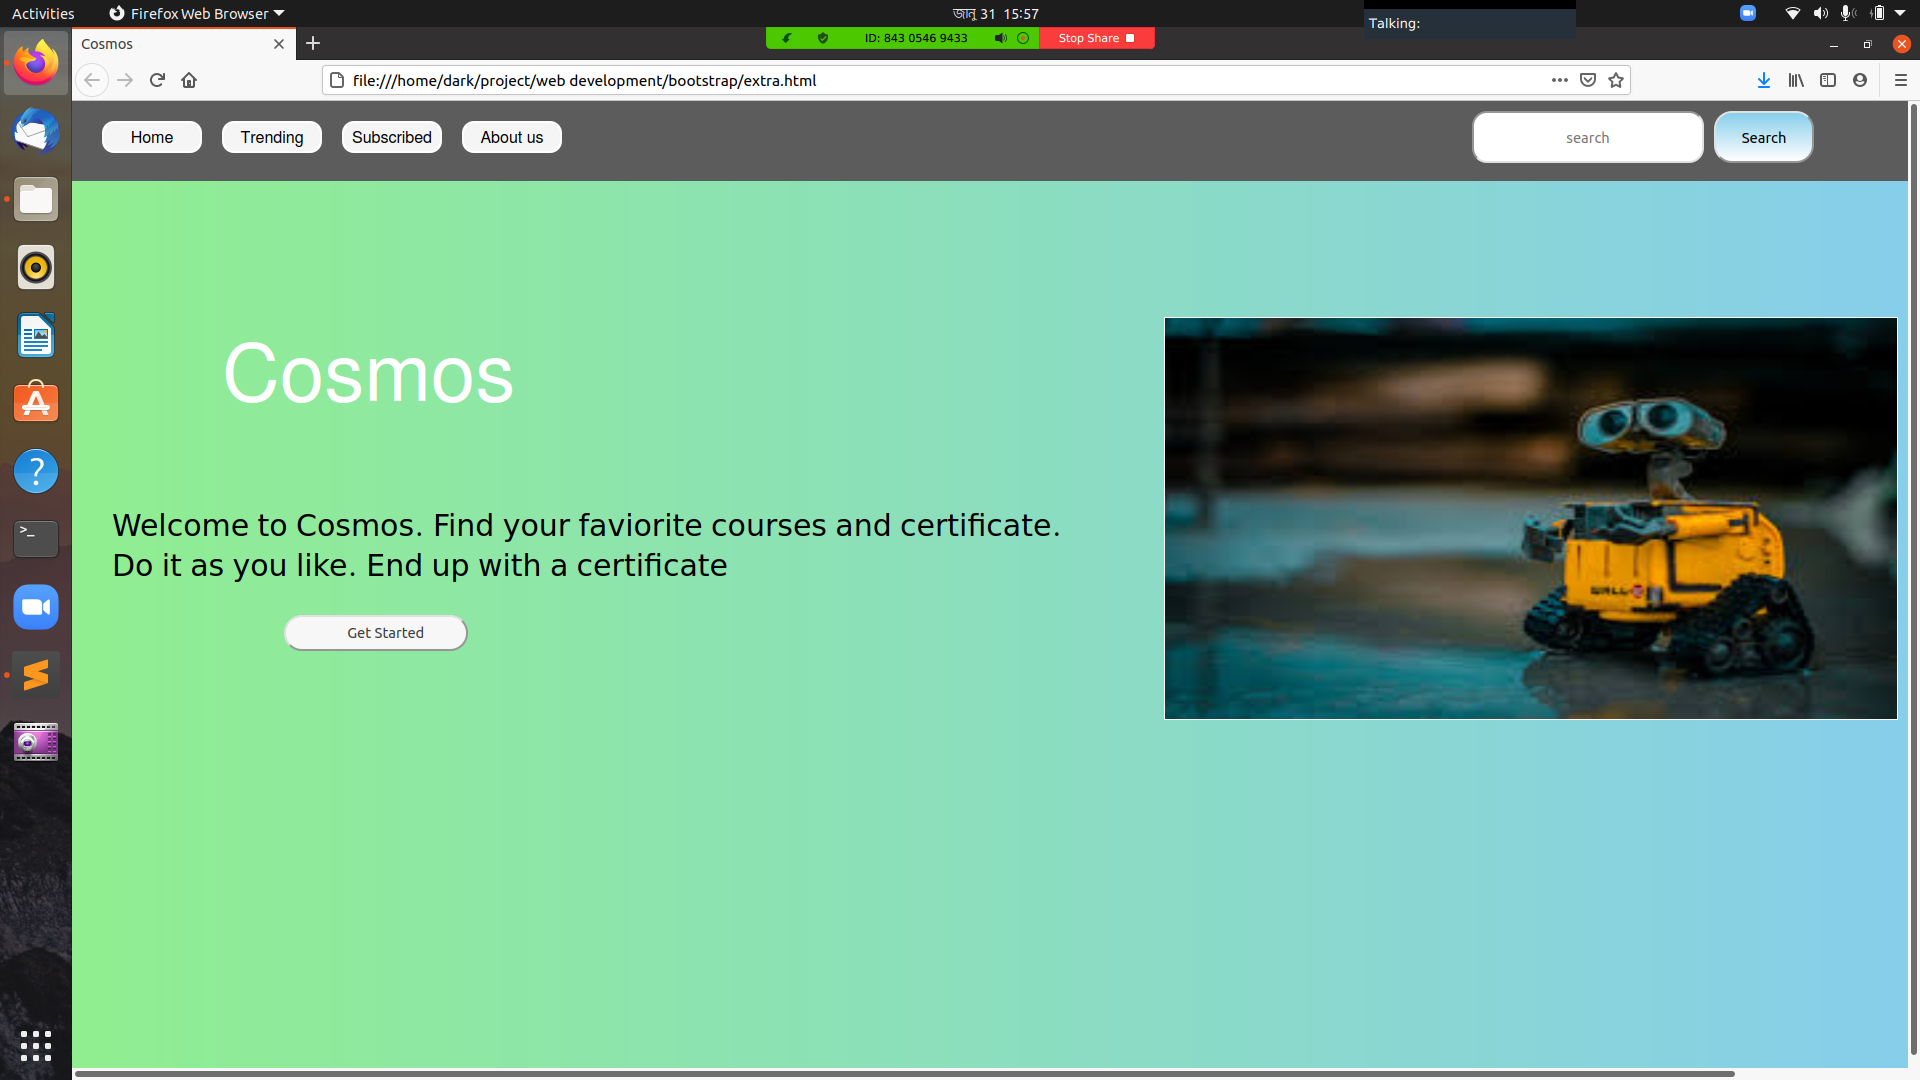 Activities
Firefox Web Browser
জানু 31 15:57
Talking:
Cosmos
ID: 843 0546 9433
Stop Share
file:///home/dark/project/web development/bootstrap/extra.html
Home
Trending
Subscribed
About us
search
Search
Cosmos
Welcome to Cosmos. Find your faviorite courses and certificate.
Do it as you like. End up with a certificate
Get Started
WALL